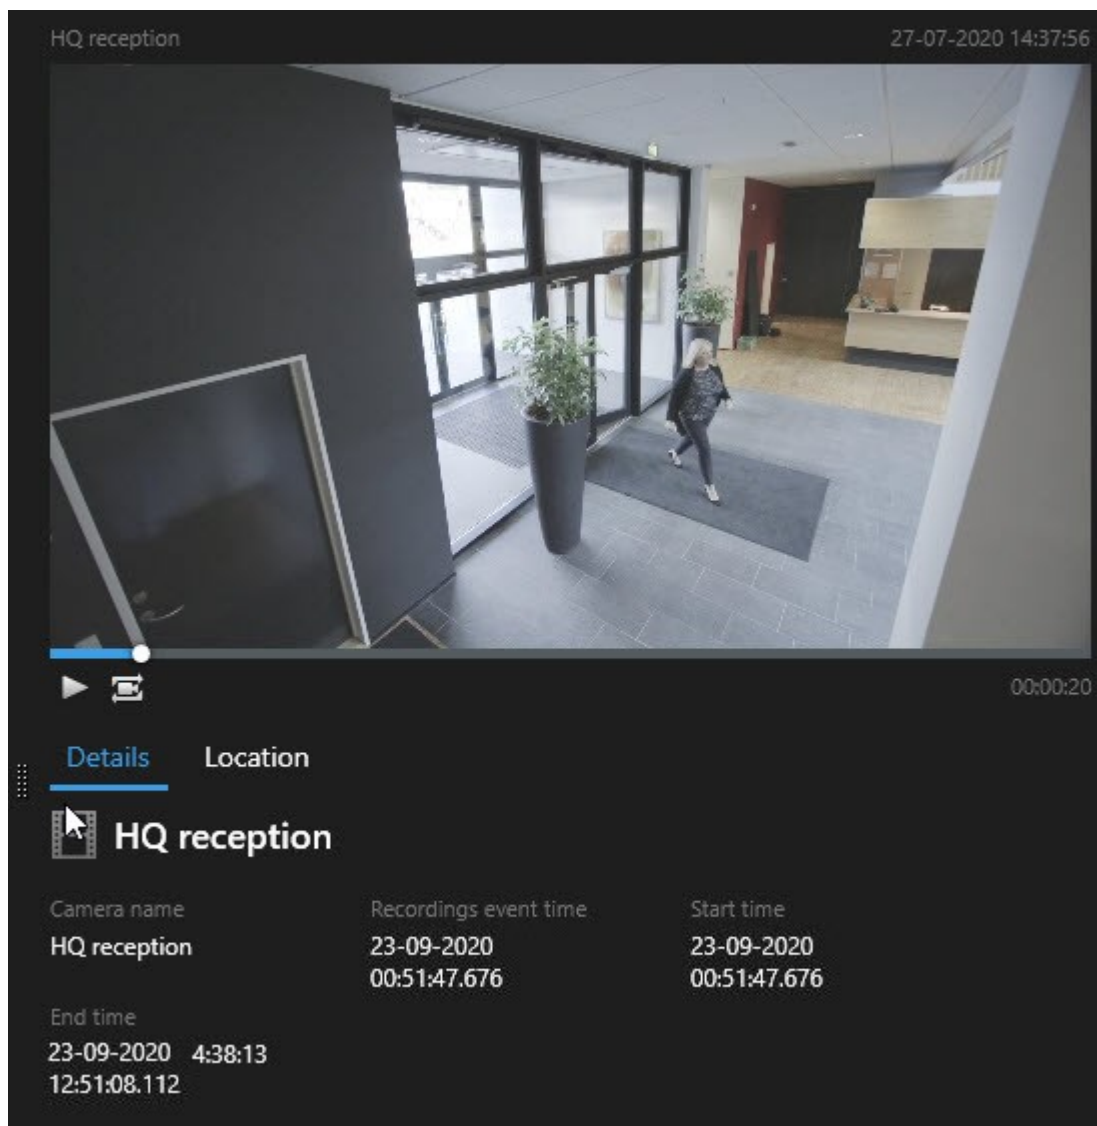 HQ reception 27-07-2020 14:37:56
00:00:20
Details Location
HQ reception
Camera name Recordings event time Start time
HQ reception 23-09-2020 23-09-2020
00:51:47.676 00:51:47.676
End time
23-09-2020 4:38:13
12:51:08.112